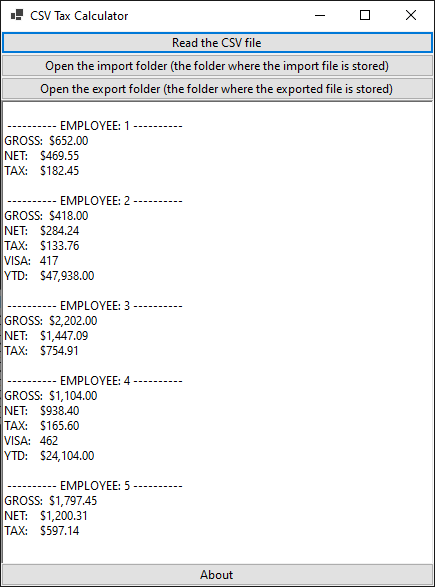 CSV Tax Calculator
Read the CSV file
Open the import folder (the folder where the import file is stored)
Open the export folder (the folder where the exported file is stored)
---------- EMPLOYEE: 1 ----------
GROSS: $652.00
NET: $469.55
TAX: $182.45
---------- EMPLOYEE: 2 ----------
GROSS: $418.00
NET: $284.24
TAX: $133.76
VISA: 417
YTD: $47,938.00
---------- EMPLOYEE: 3 ----------
GROSS: $2,202.00
NET: $1,447.09
TAX: $754.91
---------- EMPLOYEE: 4 ----------
GROSS: $1,104.00
NET: $938.40
TAX: $165.60
VISA: 462
YTD: $24,104.00
---------- EMPLOYEE: 5 ----------
GROSS: $1,797.45
NET: $1,200.31
TAX: $597.14
About